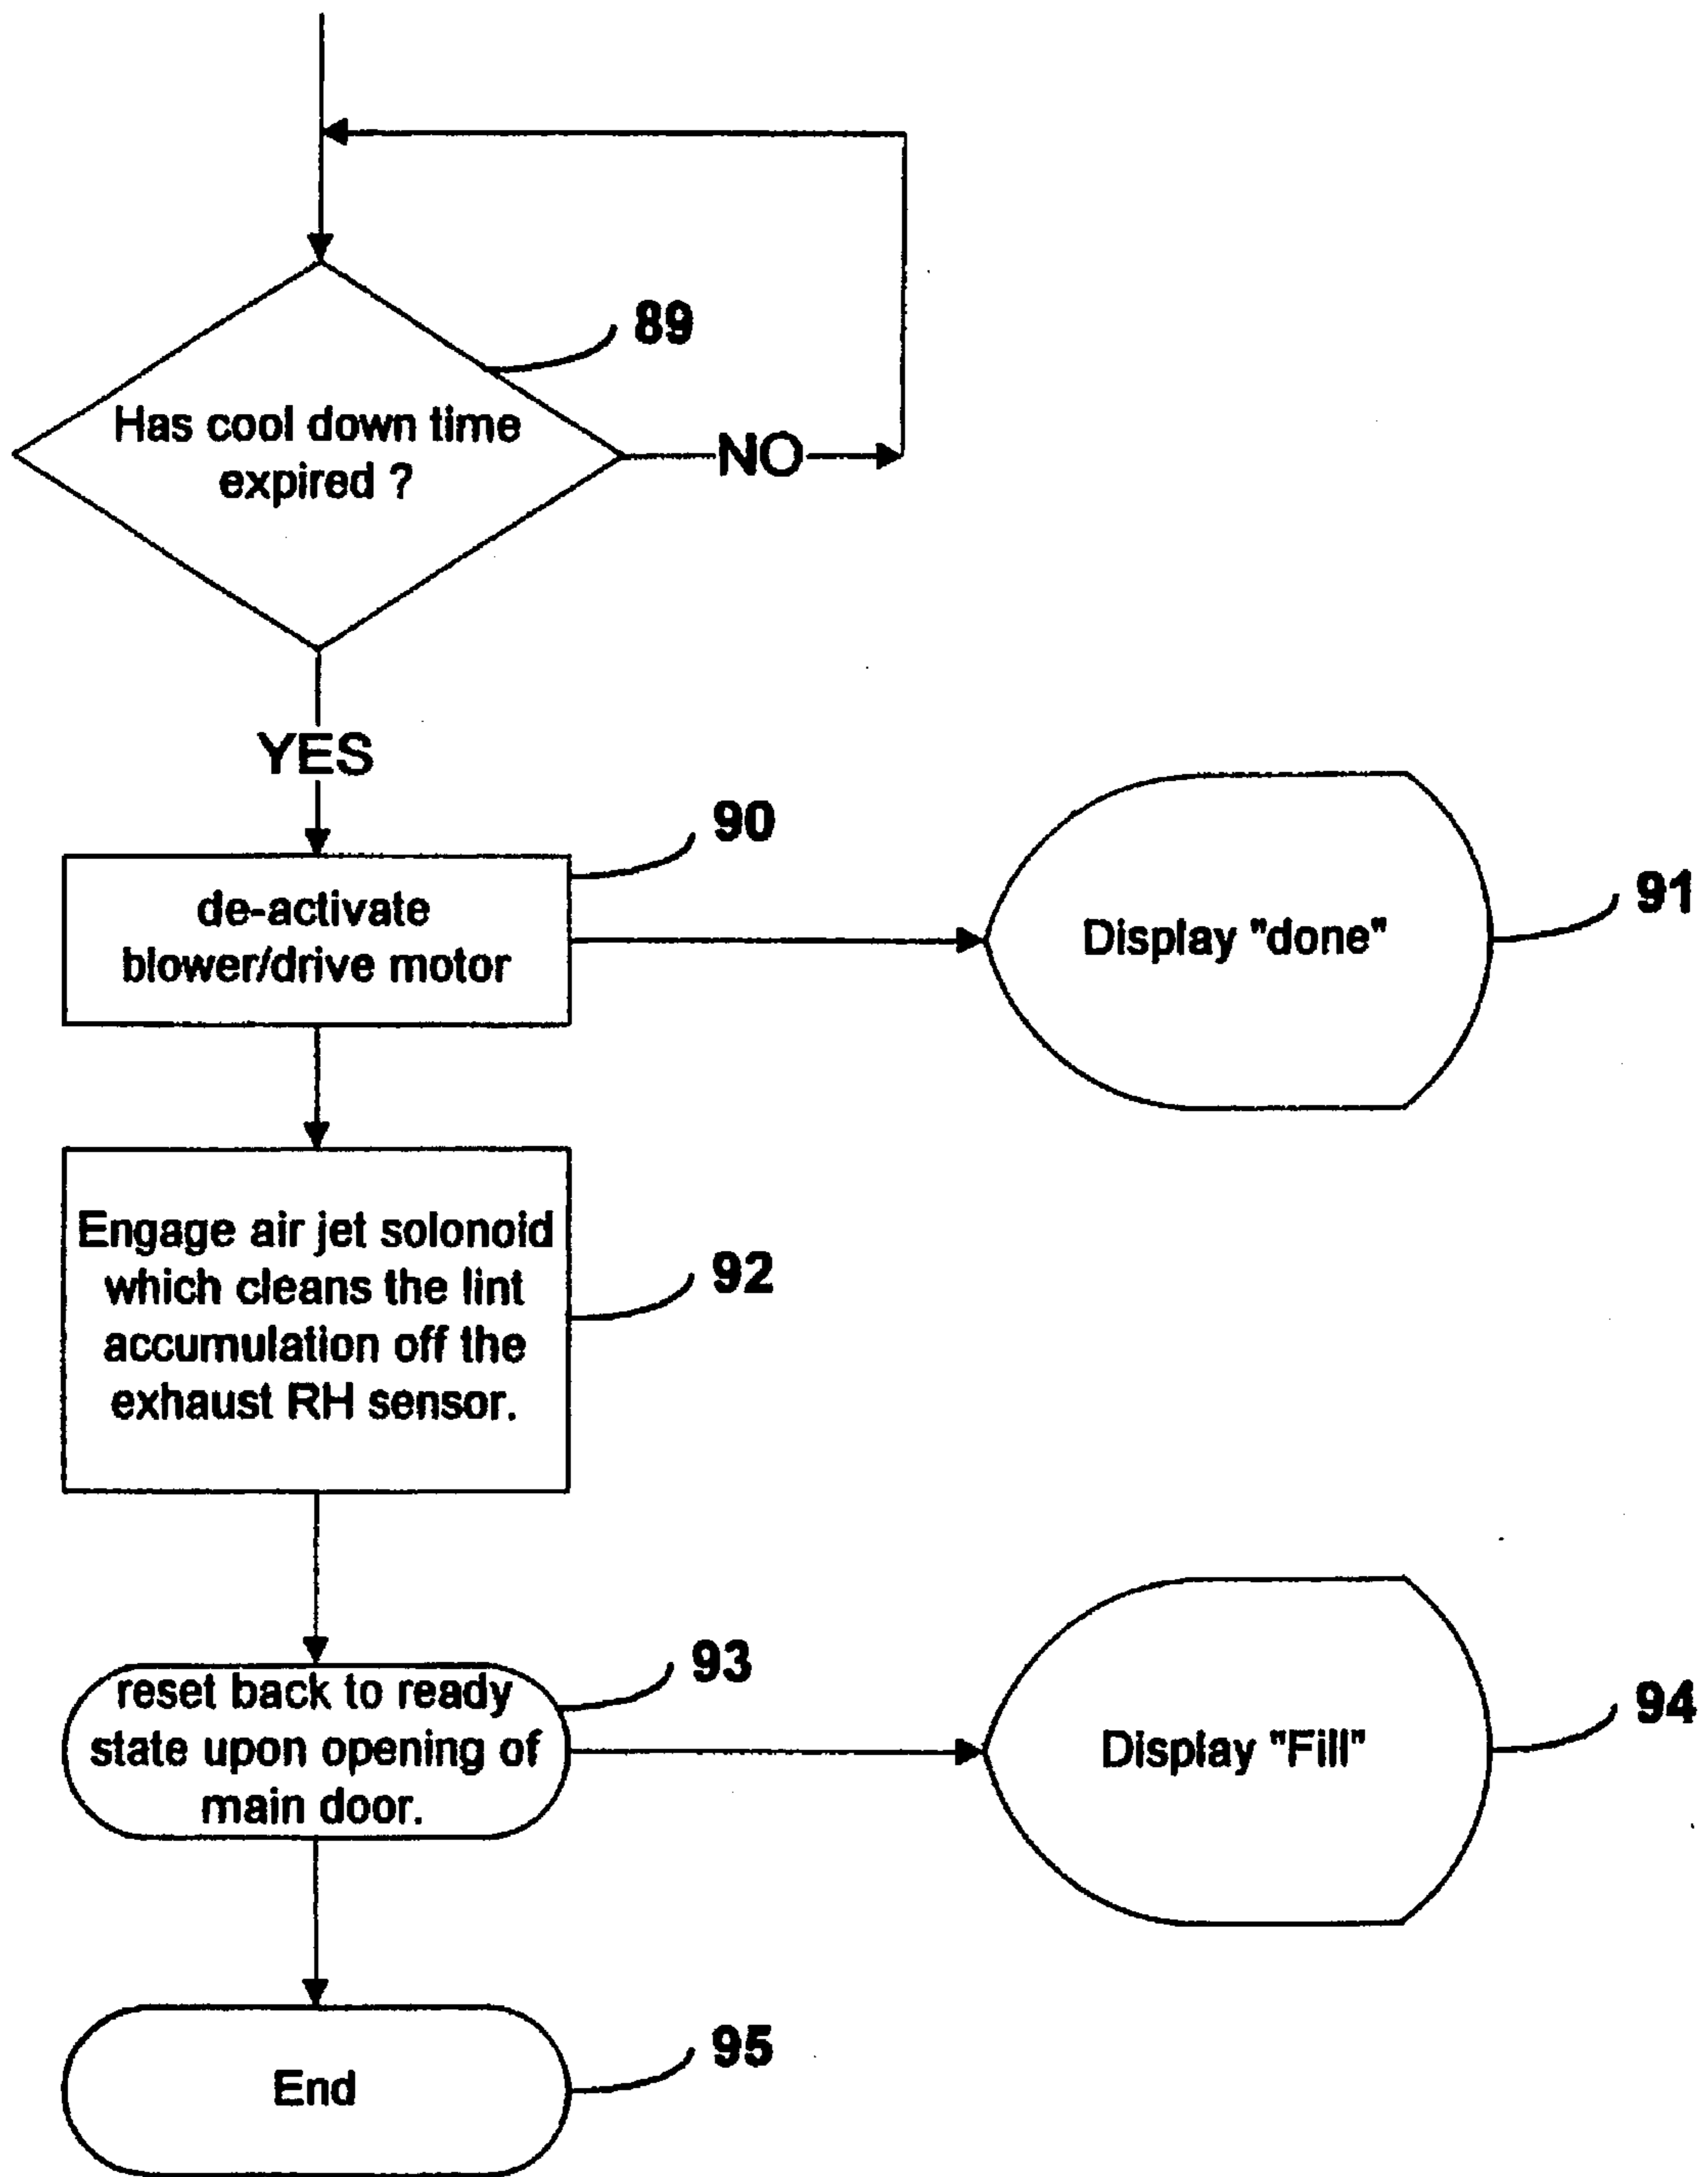 89
Has cool down time
expired ?
NO
YES
90
de-activate
blower/drive motor
Display "done"
91
Engage air jet solonoid
which cleans the lint
accumulation off the
exhaust RH sensor.
92
93
reset back to ready
state upon opening of
main door.
Display "Fill"
94
End
95